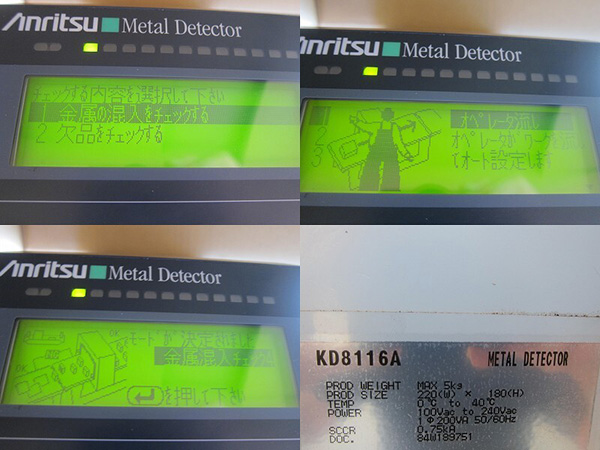 Anritsu Metal Detector
チェックする内容を選択して下さい
1 金属の混入をチェックする
2 欠品をチェックする
Anritsu Metal Detector
オペレータ流し
オペレータがワークを流し
てオート設定します
3
Anritsu Metal Detector
OK
NG
OK
モードが決定されました
金属混入チェック
を押して下さい
KD8116A METAL DETECTOR
PROD WEIGHT MAX 5kg
PROD SIZE 220(W) × 180(H)
TEMP 0°C to 40°C
POWER 100Vac to 240Vac
1Φ200VA 50/60Hz
SCCR 0.75kA
DOC. 84W189751